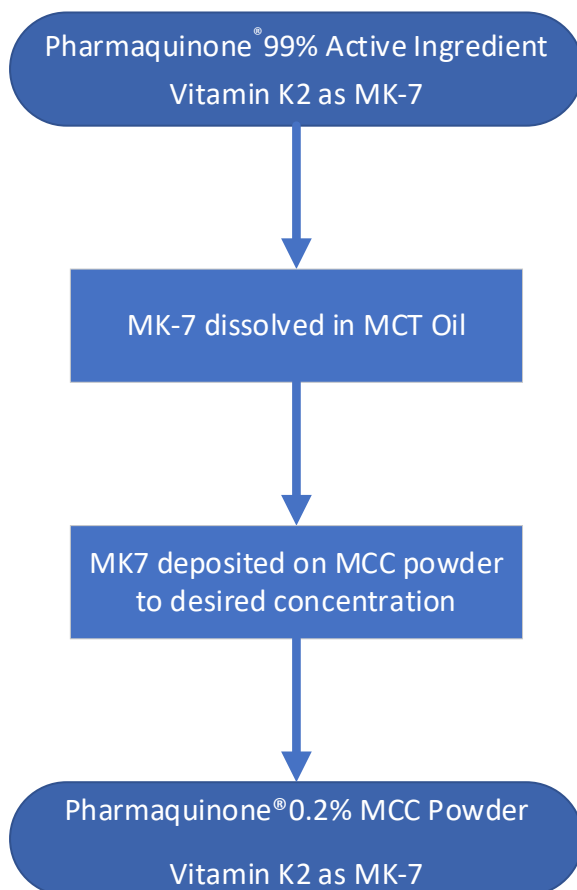 Pharmaquinone®99% Active Ingredient
Vitamin K2 as MK-7
MK-7 dissolved in MCT Oil
MK7 deposited on MCC powder
to desired concentration
Pharmaquinone®0.2% MCC Powder
Vitamin K2 as MK-7